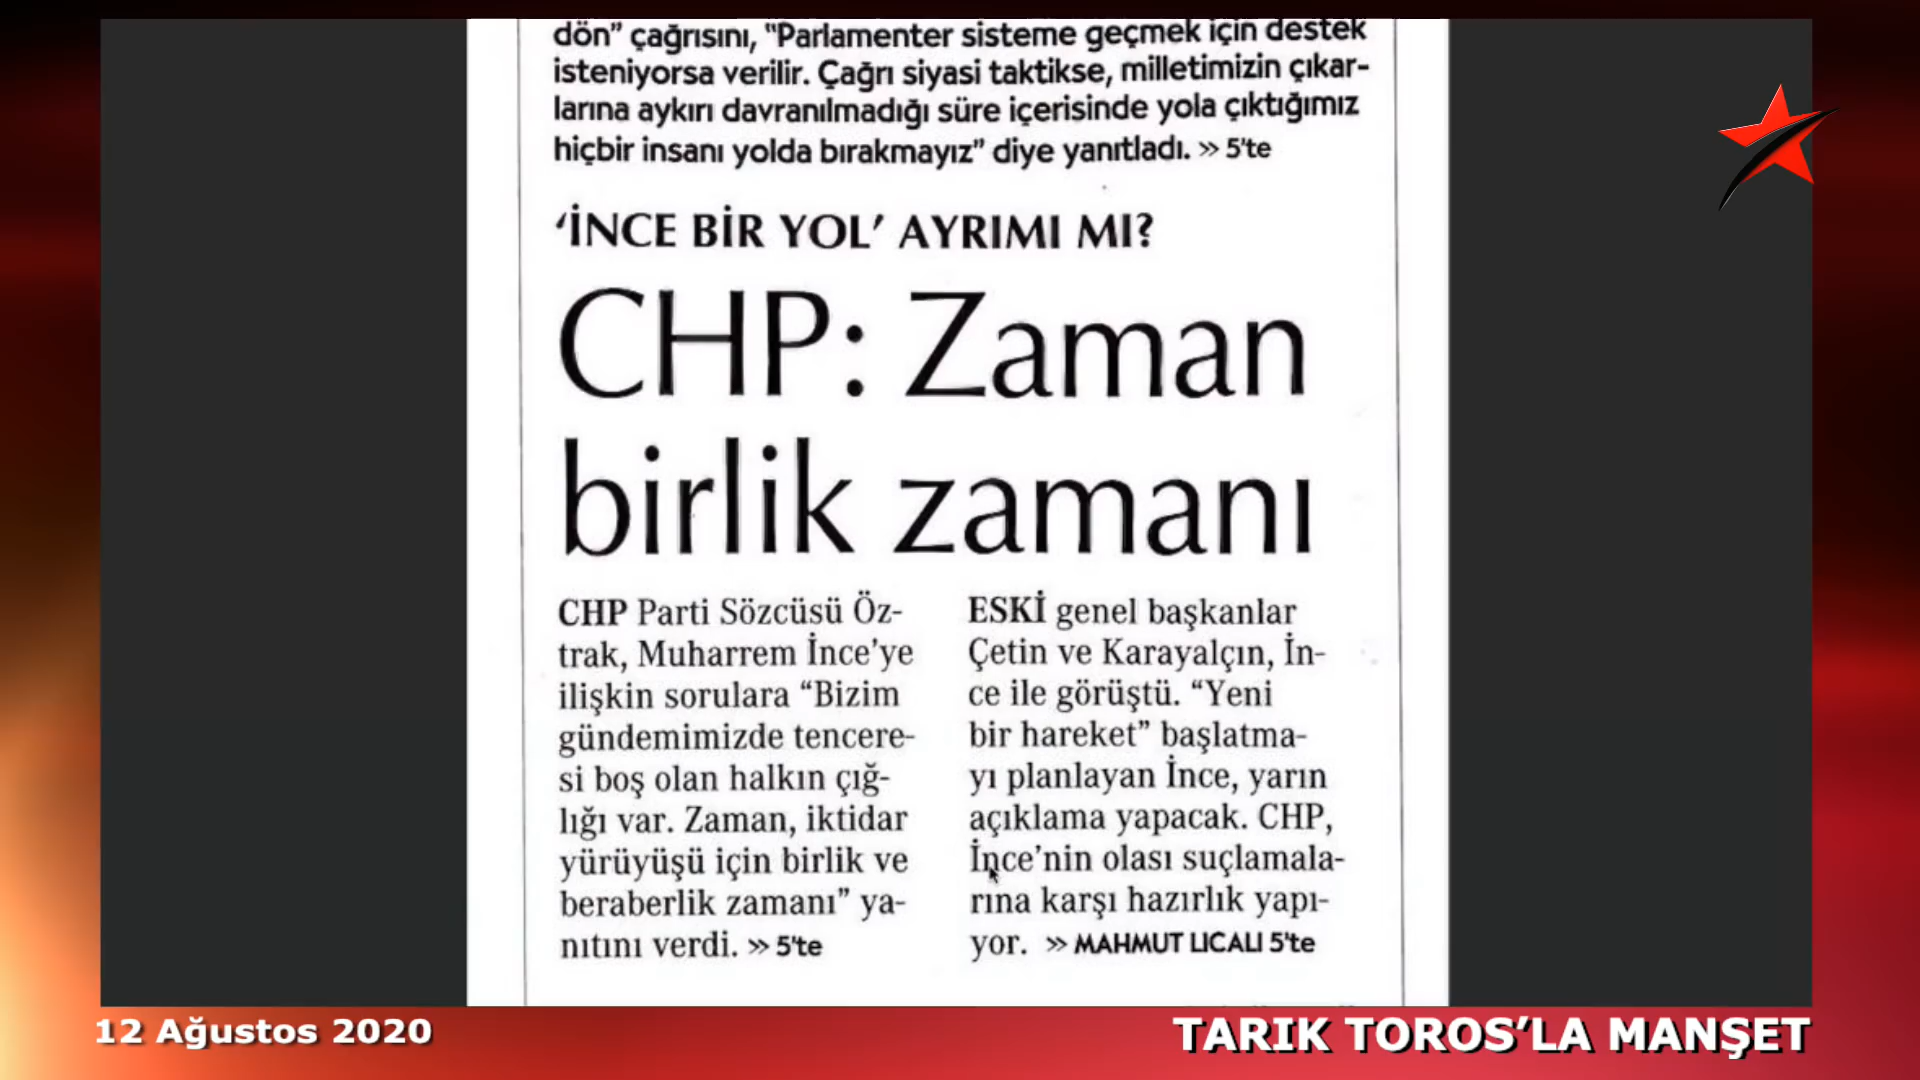 dön” çağrısını, “Parlamenter sisteme geçmek için destek
isteniyorsa verilir. Çağrı siyasi taktikse, milletimizin çıkar-
larına aykırı davranılmadığı süre içerisinde yola çıktığımız
hiçbir insanı yolda bırakmayız” diye yanıtladı. » 5’te
‘İNCE BİR YOL’ AYRIMI MI?
CHP: Zaman
birlik zamanı
CHP Parti Sözcüsü Öz-
trak, Muharrem İnce’ye
ilişkin sorulara “Bizim
gündemimizde tencere-
si boş olan halkın çığ-
lığı var. Zaman, iktidar
yürüyüşü için birlik ve
beraberlik zamanı” ya-
nıtını verdi. » 5’te
ESKİ genel başkanlar
Çetin ve Karayalçın, İn-
ce ile görüştü. “Yeni
bir hareket” başlatma-
yı planlayan İnce, yarın
açıklama yapacak. CHP,
İnce’nin olası suçlamala-
rına karşı hazırlık yapı-
yor. » MAHMUT LICALI 5’te
12 Ağustos 2020
TARIK TOROS’LA MANŞET